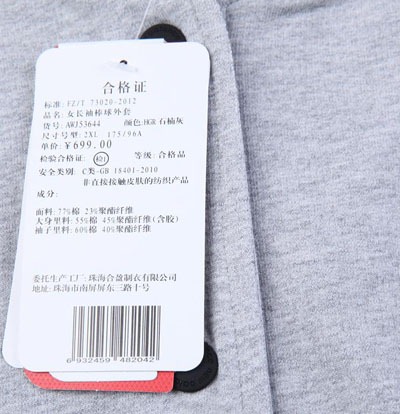 合格证
标准: FZ/T 73020-2012
品名: 女长袖棒球外套
货号: AWJS3644 颜色: HGR 石楠灰
尺寸号型: 2XL 175/96A
单价: ¥699.00
检验合格证: 检1 等级: 合格品
安全类别: C类-GB 18401-2010
非直接接触皮肤的纺织产品
成分:
面料: 77%棉 23%聚酯纤维
大身里料: 55%棉 45%聚酯纤维(含胶)
袖子里料: 60%棉 40%聚酯纤维
委托生产工厂: 珠海合盈制衣有限公司
地址: 珠海市南屏屏东三路十号
6 932459 482042